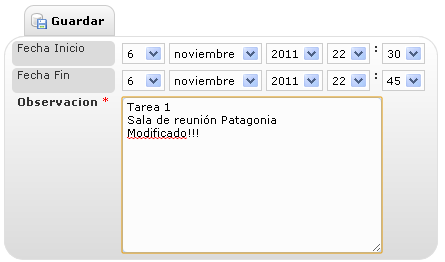 Guardar
Fecha Inicio 6 noviembre 2011 22 : 30
Fecha Fin 6 noviembre 2011 22 : 45
Observacion * Tarea 1
Sala de reunión Patagonia
Modificado!!!